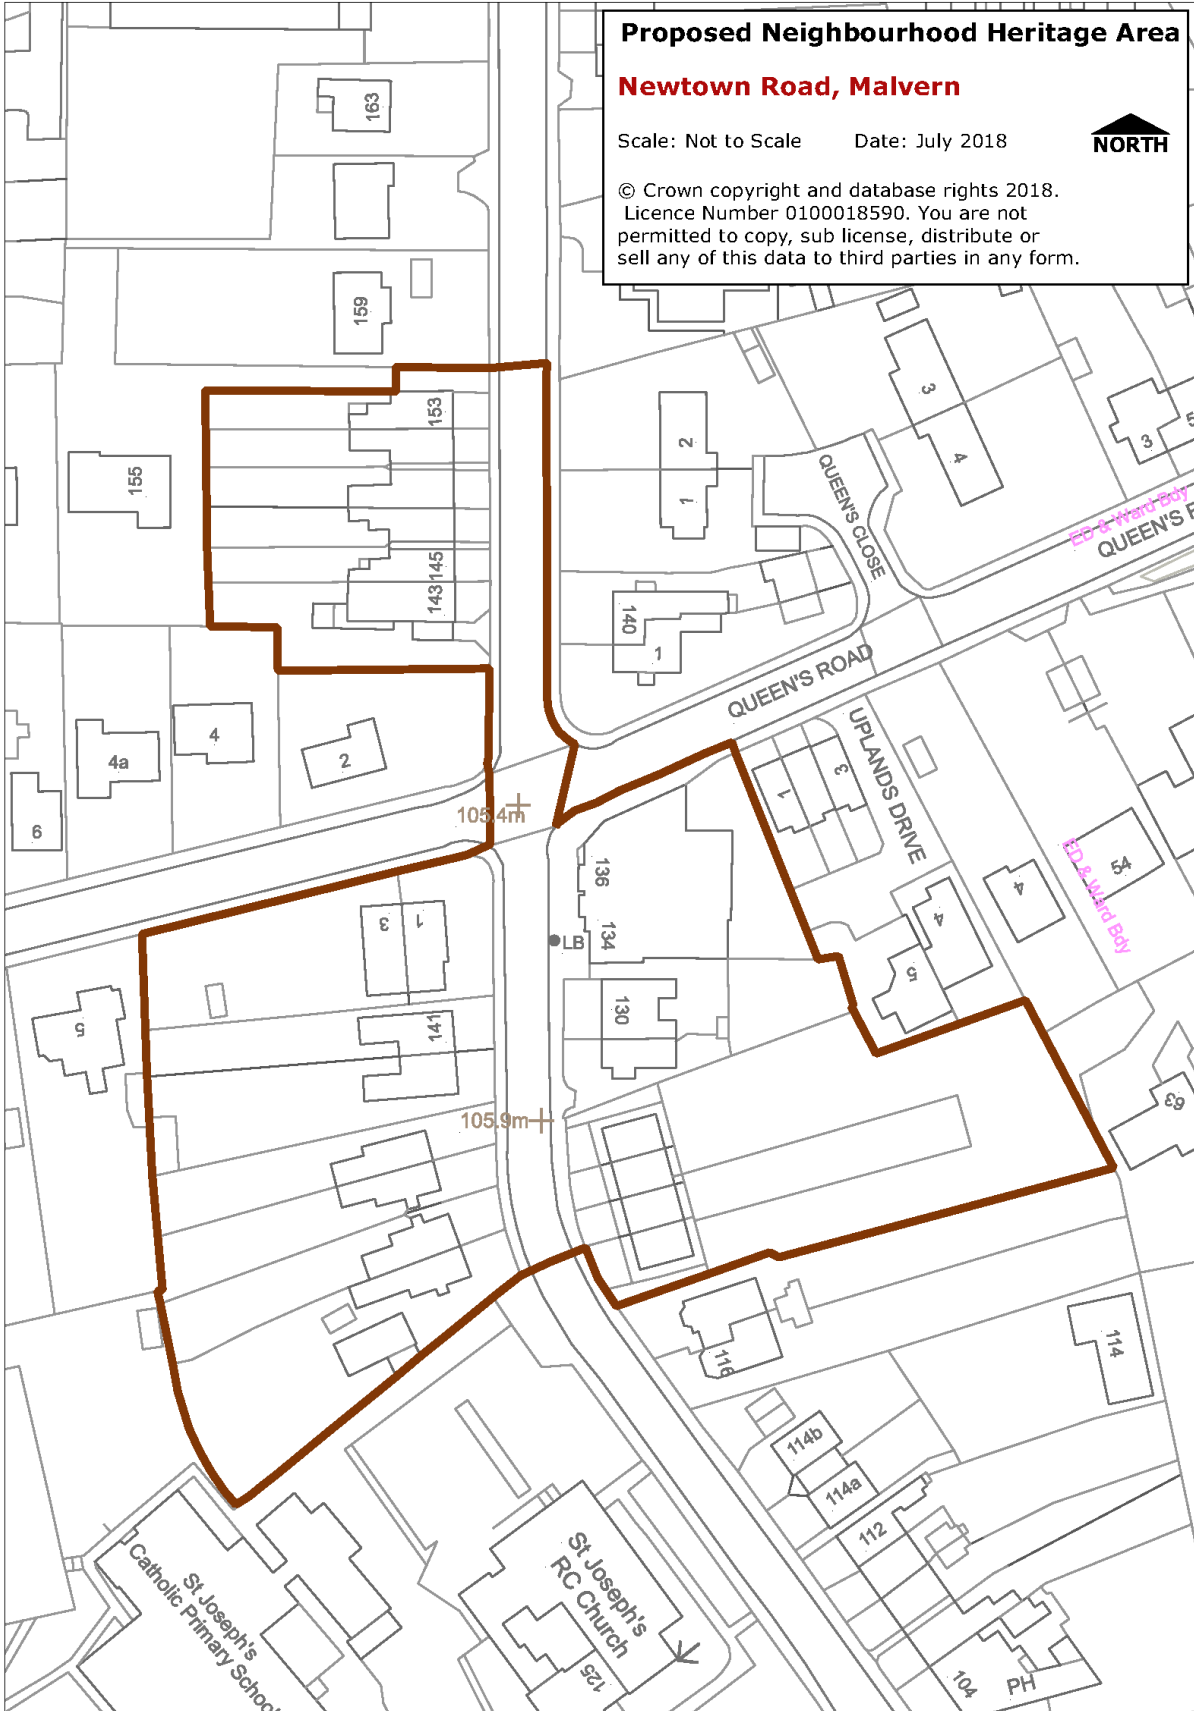 Proposed Neighbourhood Heritage Area
Newtown Road, Malvern
Scale: Not to Scale Date: July 2018
NORTH
© Crown copyright and database rights 2018.
Licence Number 0100018590. You are not
permitted to copy, sub license, distribute or
sell any of this data to third parties in any form.
163
159
153
155
143
145
2
1
3
4
3
5
QUEEN'S CLOSE
ED & Ward Bdy
QUEEN'S R
140
1
QUEEN'S ROAD
UPLANDS DRIVE
4a
4
2
6
105.4m
1
3
136
134
LB
130
3
1
5
141
4
5
4
54
ED & Ward Bdy
63
105.9m
116
114
114b
114a
112
104
PH
St Joseph's
RC Church
125
St Joseph's
Catholic Primary School